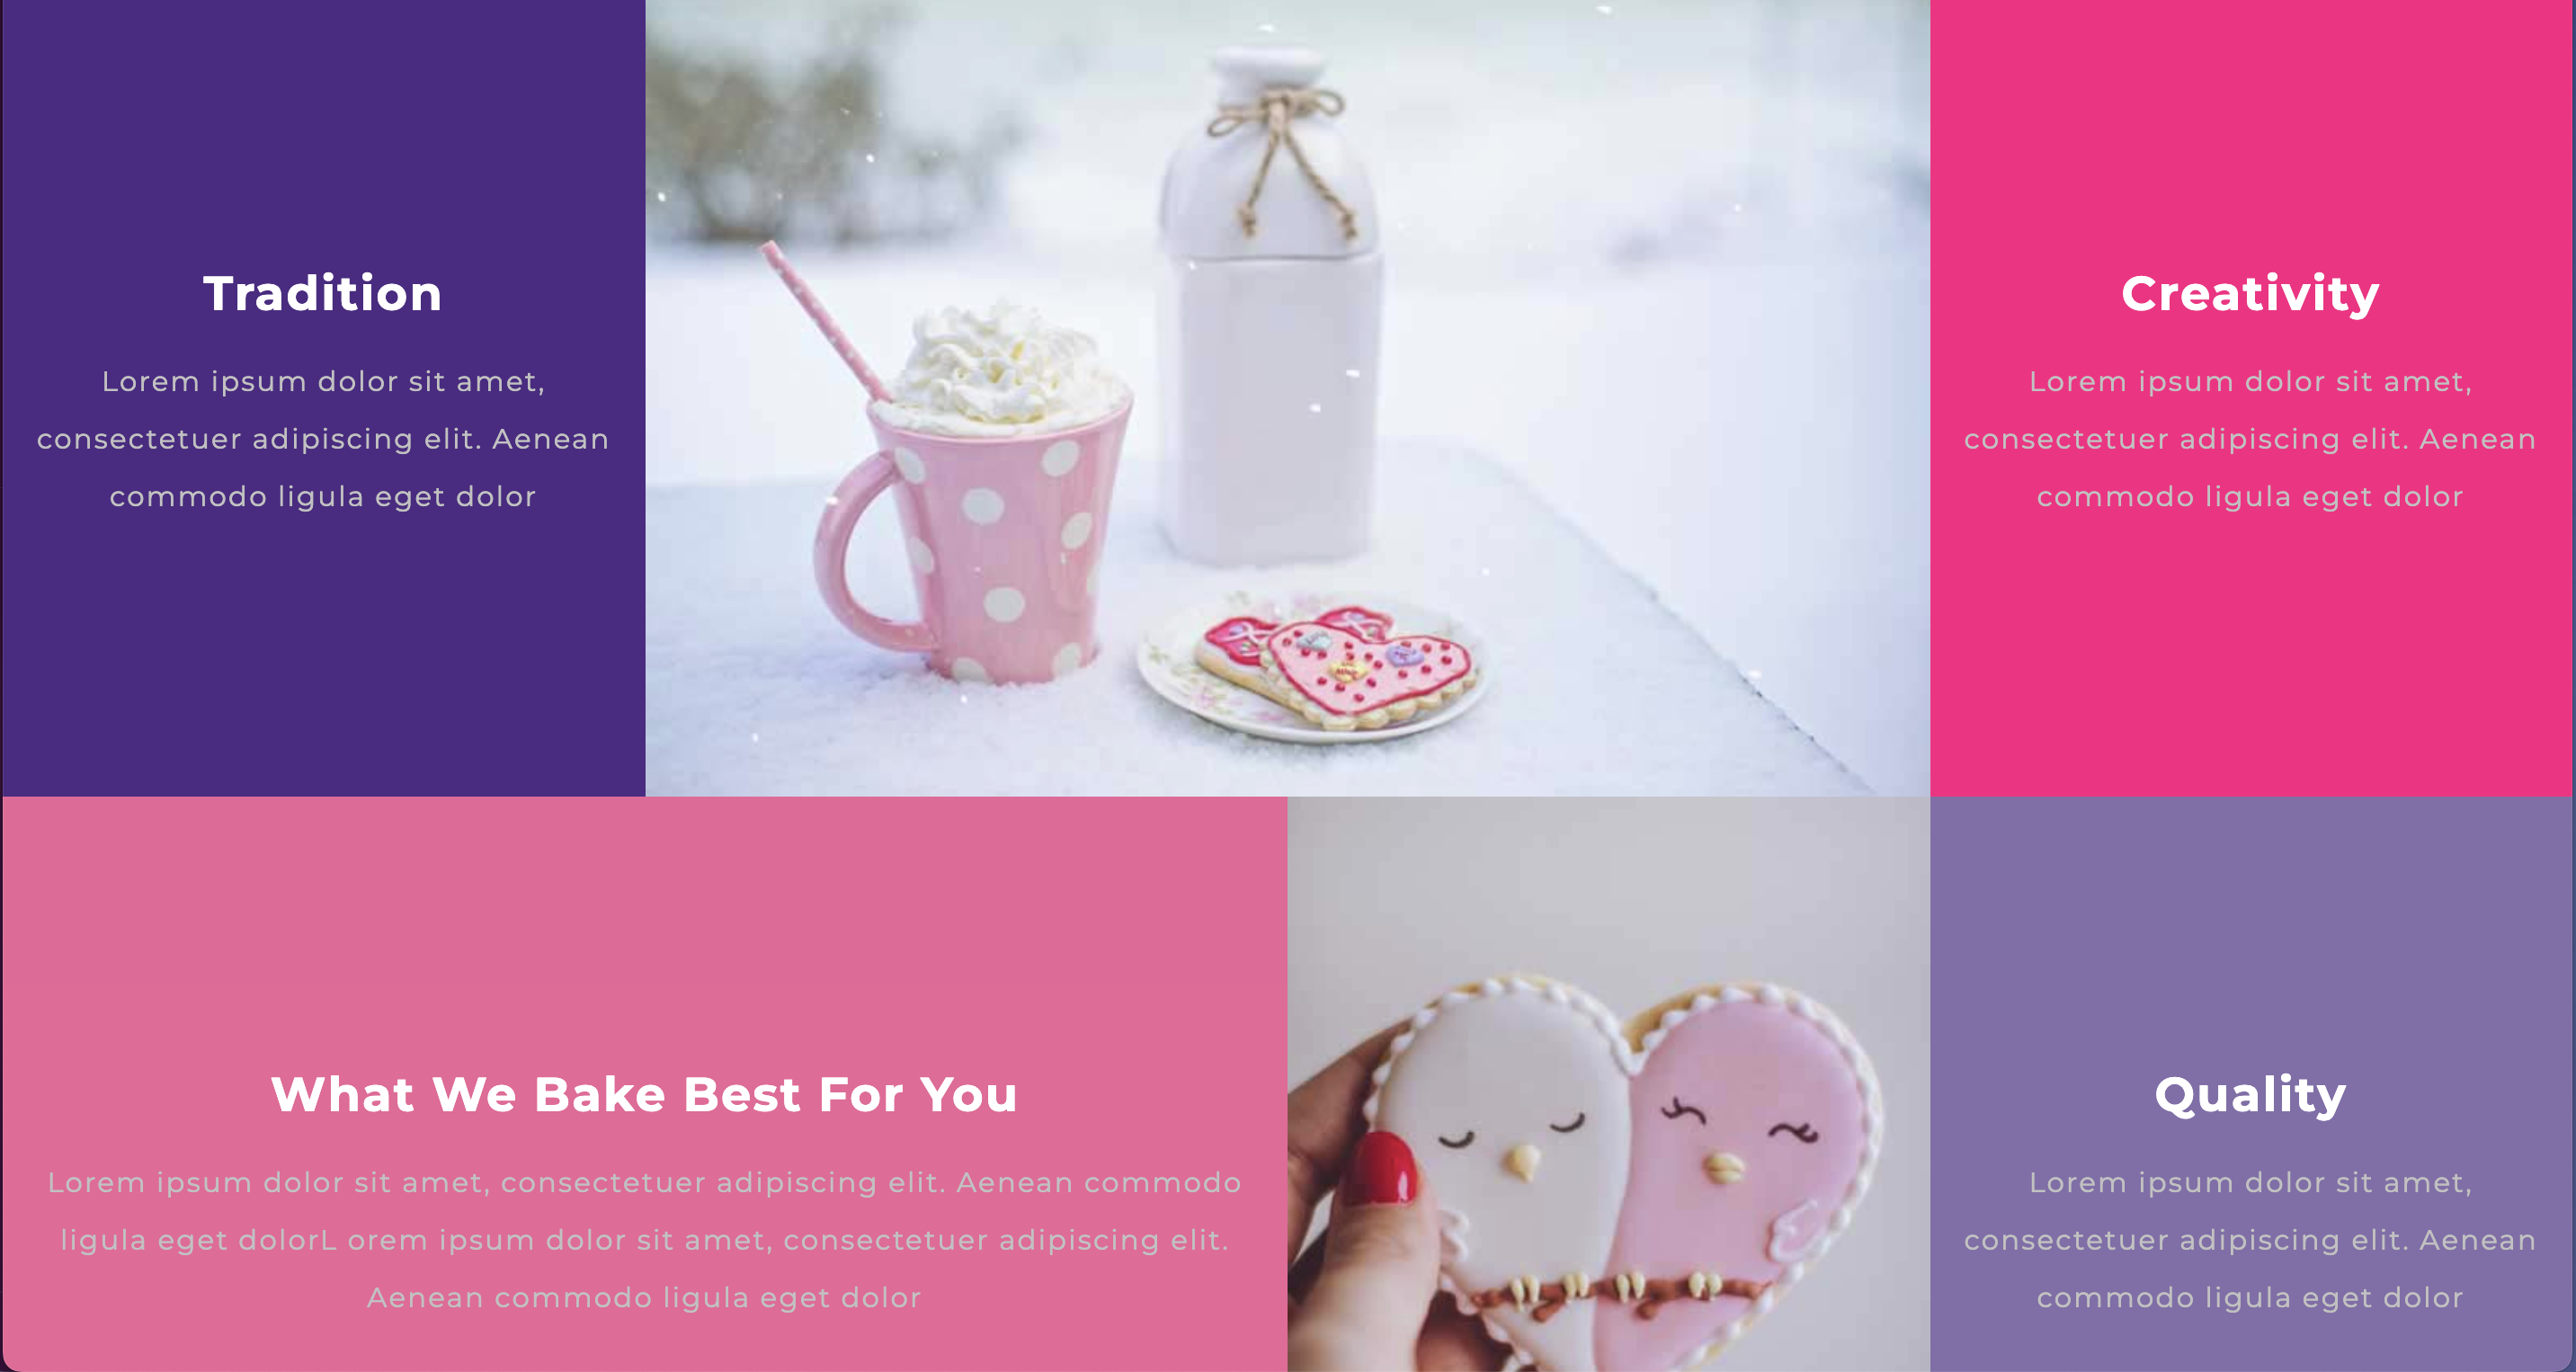 Tradition
Lorem ipsum dolor sit amet,
consectetuer adipiscing elit. Aenean
commodo ligula eget dolor
Creativity
Lorem ipsum dolor sit amet,
consectetuer adipiscing elit. Aenean
commodo ligula eget dolor
What We Bake Best For You
Lorem ipsum dolor sit amet, consectetuer adipiscing elit. Aenean commodo
ligula eget dolorL orem ipsum dolor sit amet, consectetuer adipiscing elit.
Aenean commodo ligula eget dolor
Quality
Lorem ipsum dolor sit amet,
consectetuer adipiscing elit. Aenean
commodo ligula eget dolor